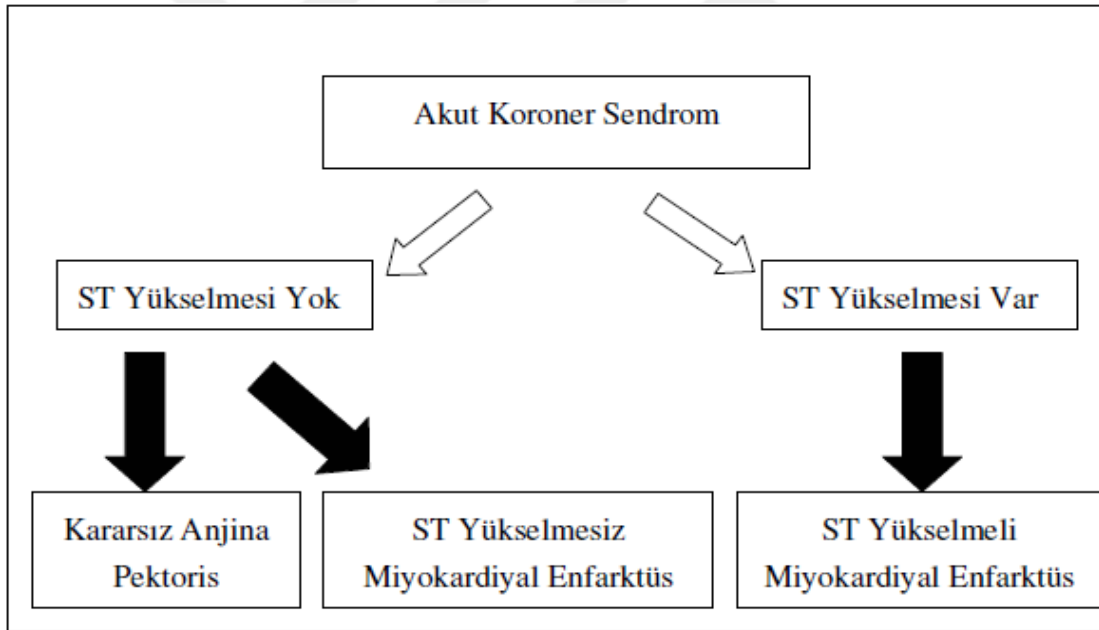 Akut Koroner Sendrom
ST Yükselmesi Yok
ST Yükselmesi Var
Kararsız Anjina
Pektoris
ST Yükselmesiz
Miyokardiyal Enfarktüs
ST Yükselmeli
Miyokardiyal Enfarktüs